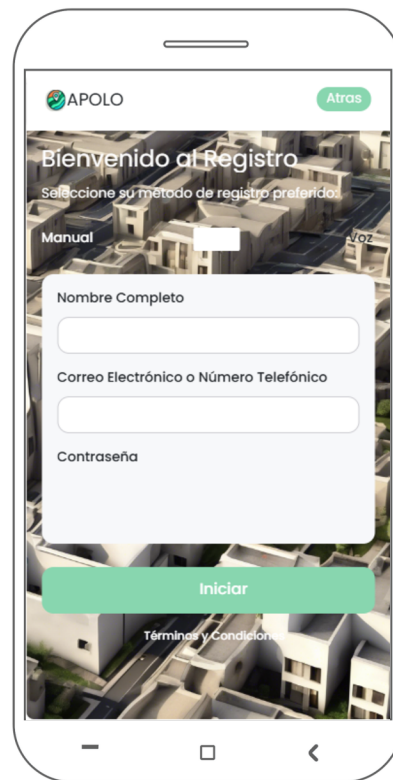 APOLO
Atras
Bienvenido al Registro
Seleccione su método de registro preferido:
Manual
Voz
Nombre Completo
Correo Electrónico o Número Telefónico
Contraseña
Iniciar
Términos y Condiciones